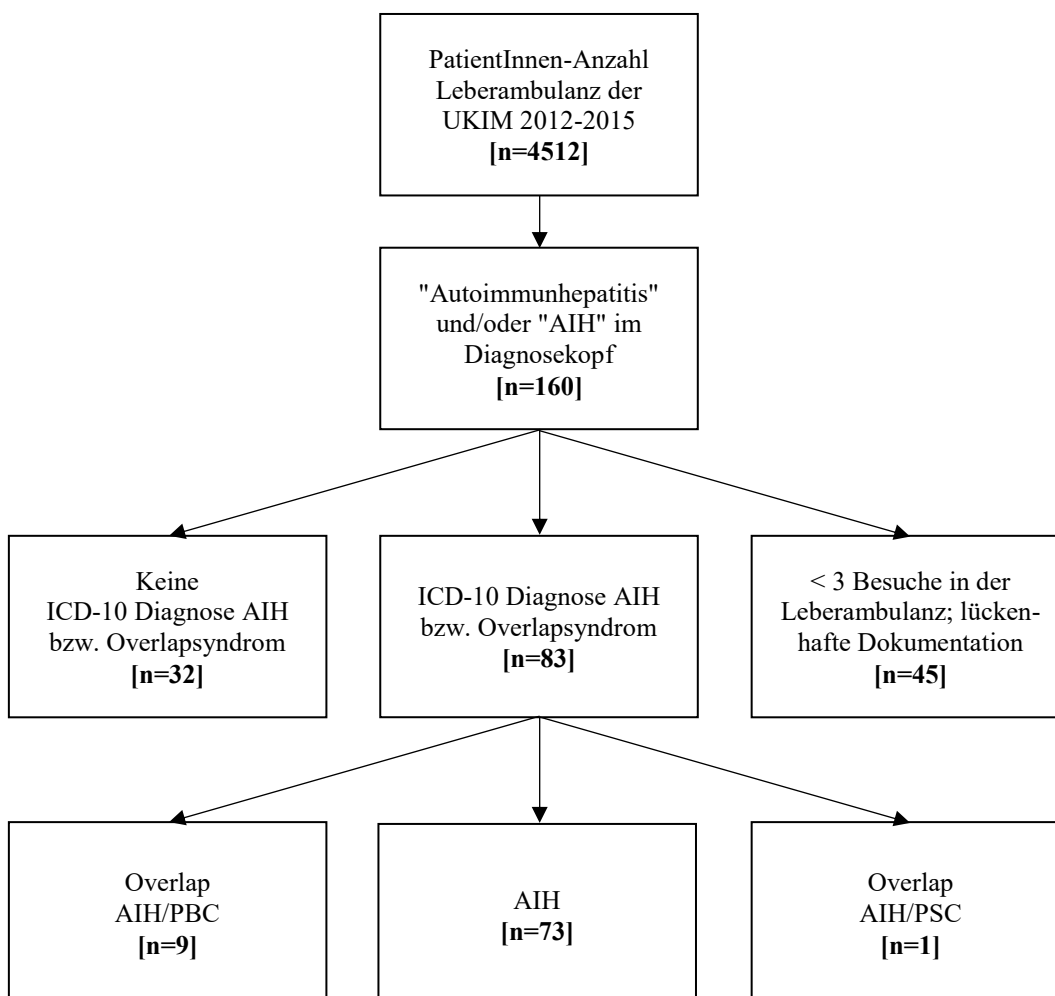 PatientInnen-Anzahl
Leberambulanz der
UKIM 2012-2015
[n=4512]
"Autoimmunhepatitis"
und/oder "AIH" im
Diagnosekopf
[n=160]
Keine
ICD-10 Diagnose AIH
bzw. Overlapsyndrom
[n=32]
ICD-10 Diagnose AIH
bzw. Overlapsyndrom
[n=83]
< 3 Besuche in der
Leberambulanz; lücken-
hafte Dokumentation
[n=45]
Overlap
AIH/PBC
[n=9]
AIH
[n=73]
Overlap
AIH/PSC
[n=1]